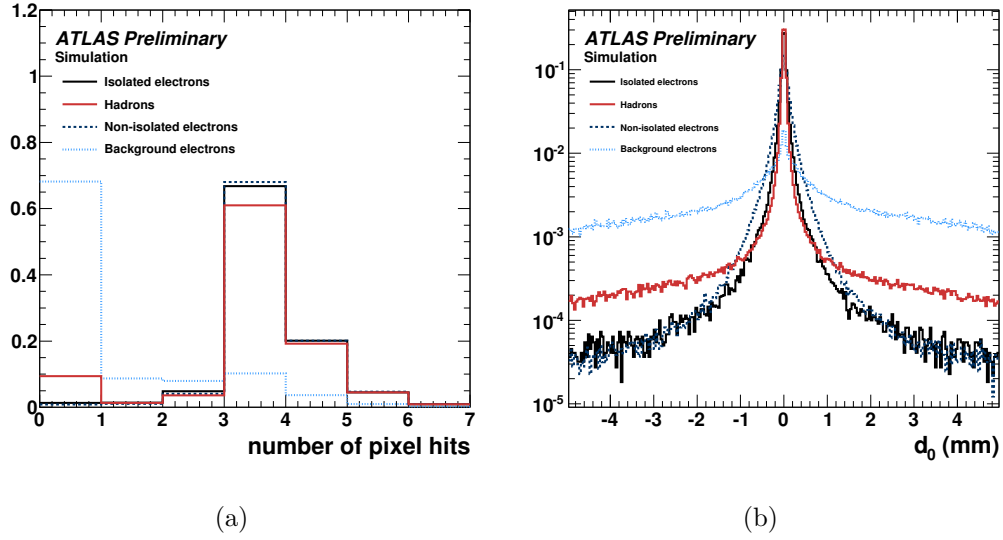 ATLAS Preliminary
Simulation
Isolated electrons
Hadrons
Non-isolated electrons
Background electrons
1.2
1
0.8
0.6
0.4
0.2
0
0 1 2 3 4 5 6 7
number of pixel hits
(a)
ATLAS Preliminary
Simulation
Isolated electrons
Hadrons
Non-isolated electrons
Background electrons
10⁻¹
10⁻²
10⁻³
10⁻⁴
10⁻⁵
-4 -3 -2 -1 0 1 2 3 4
d₀ (mm)
(b)